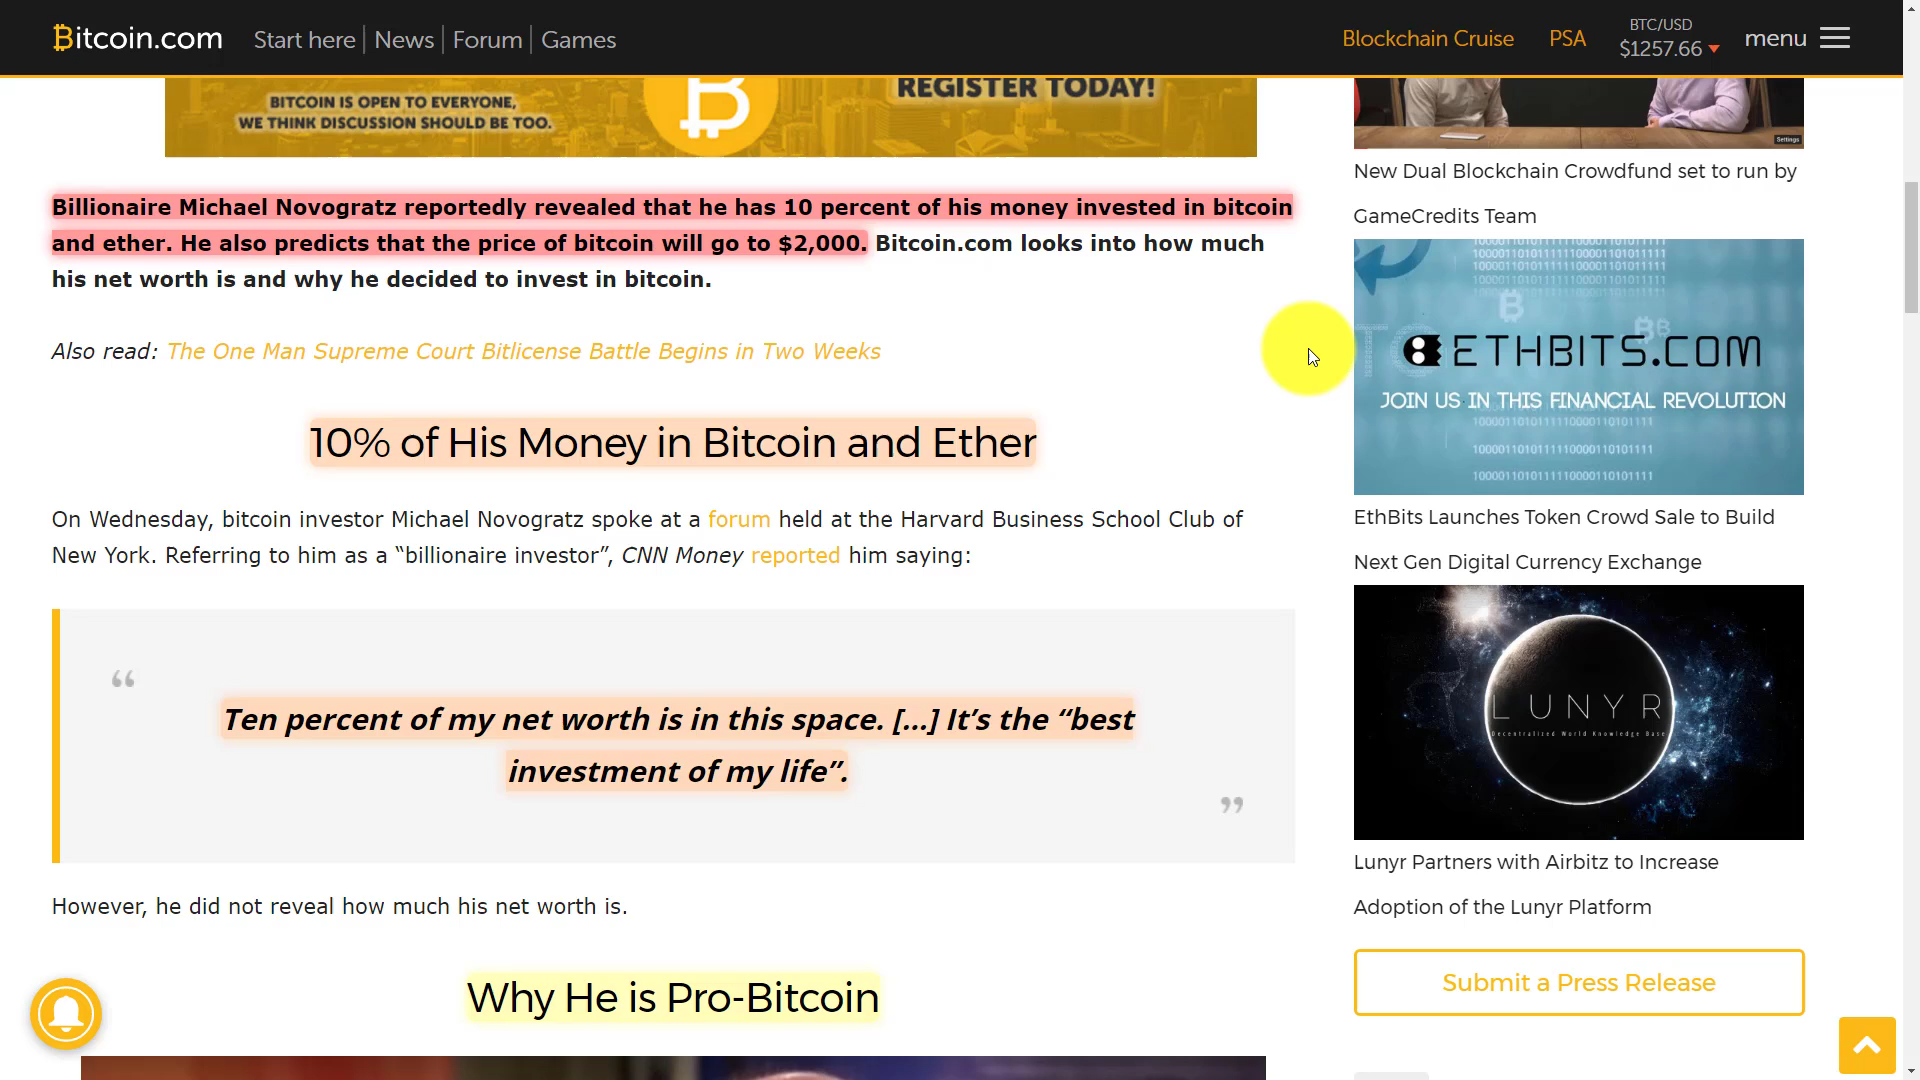 Bitcoin.com
Start here
News
Forum
Games
Blockchain Cruise
PSA
BTC/USD
$1257.66
menu
BITCOIN IS OPEN TO EVERYONE,
WE THINK DISCUSSION SHOULD BE TOO.
REGISTER TODAY!
Billionaire Michael Novogratz reportedly revealed that he has 10 percent of his money invested in bitcoin
and ether. He also predicts that the price of bitcoin will go to $2,000. Bitcoin.com looks into how much
his net worth is and why he decided to invest in bitcoin.
Also read: The One Man Supreme Court Bitlicense Battle Begins in Two Weeks
10% of His Money in Bitcoin and Ether
On Wednesday, bitcoin investor Michael Novogratz spoke at a forum held at the Harvard Business School Club of
New York. Referring to him as a “billionaire investor”, CNN Money reported him saying:
“
Ten percent of my net worth is in this space. [...] It’s the “best
investment of my life”.
”
However, he did not reveal how much his net worth is.
Why He is Pro-Bitcoin
Settings
New Dual Blockchain Crowdfund set to run by
GameCredits Team
ETHBITS.COM
JOIN US IN THIS FINANCIAL REVOLUTION
EthBits Launches Token Crowd Sale to Build
Next Gen Digital Currency Exchange
LUNYR
Decentralized World Knowledge Base
Lunyr Partners with Airbitz to Increase
Adoption of the Lunyr Platform
Submit a Press Release